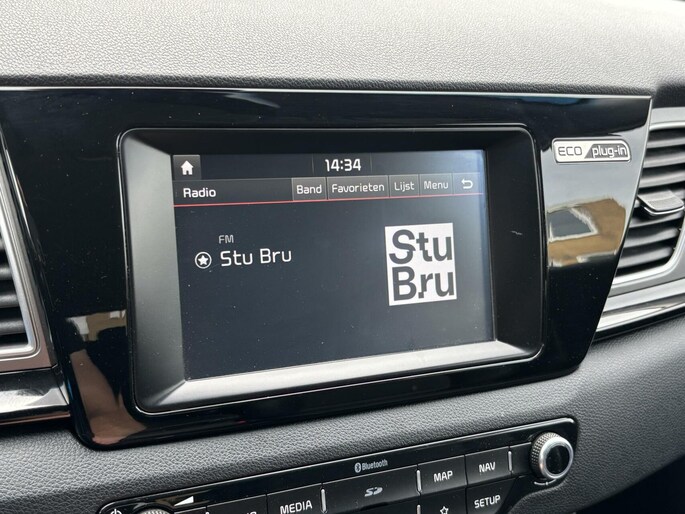 14:34
ECO plug-in
Radio Band Favorieten Lijst Menu
FM
Stu Bru
Stu
Bru
Bluetooth
MEDIA SD MAP NAV
SETUP